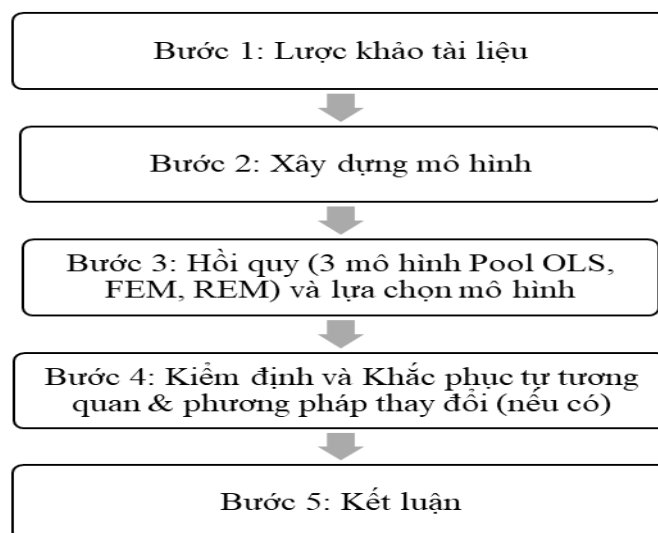 Bước 1: Lược khảo tài liệu
Bước 2: Xây dựng mô hình
Bước 3: Hồi quy (3 mô hình Pool OLS,
FEM, REM) và lựa chọn mô hình
Bước 4: Kiểm định và Khắc phục tự tương
quan & phương pháp thay đổi (nếu có)
Bước 5: Kết luận